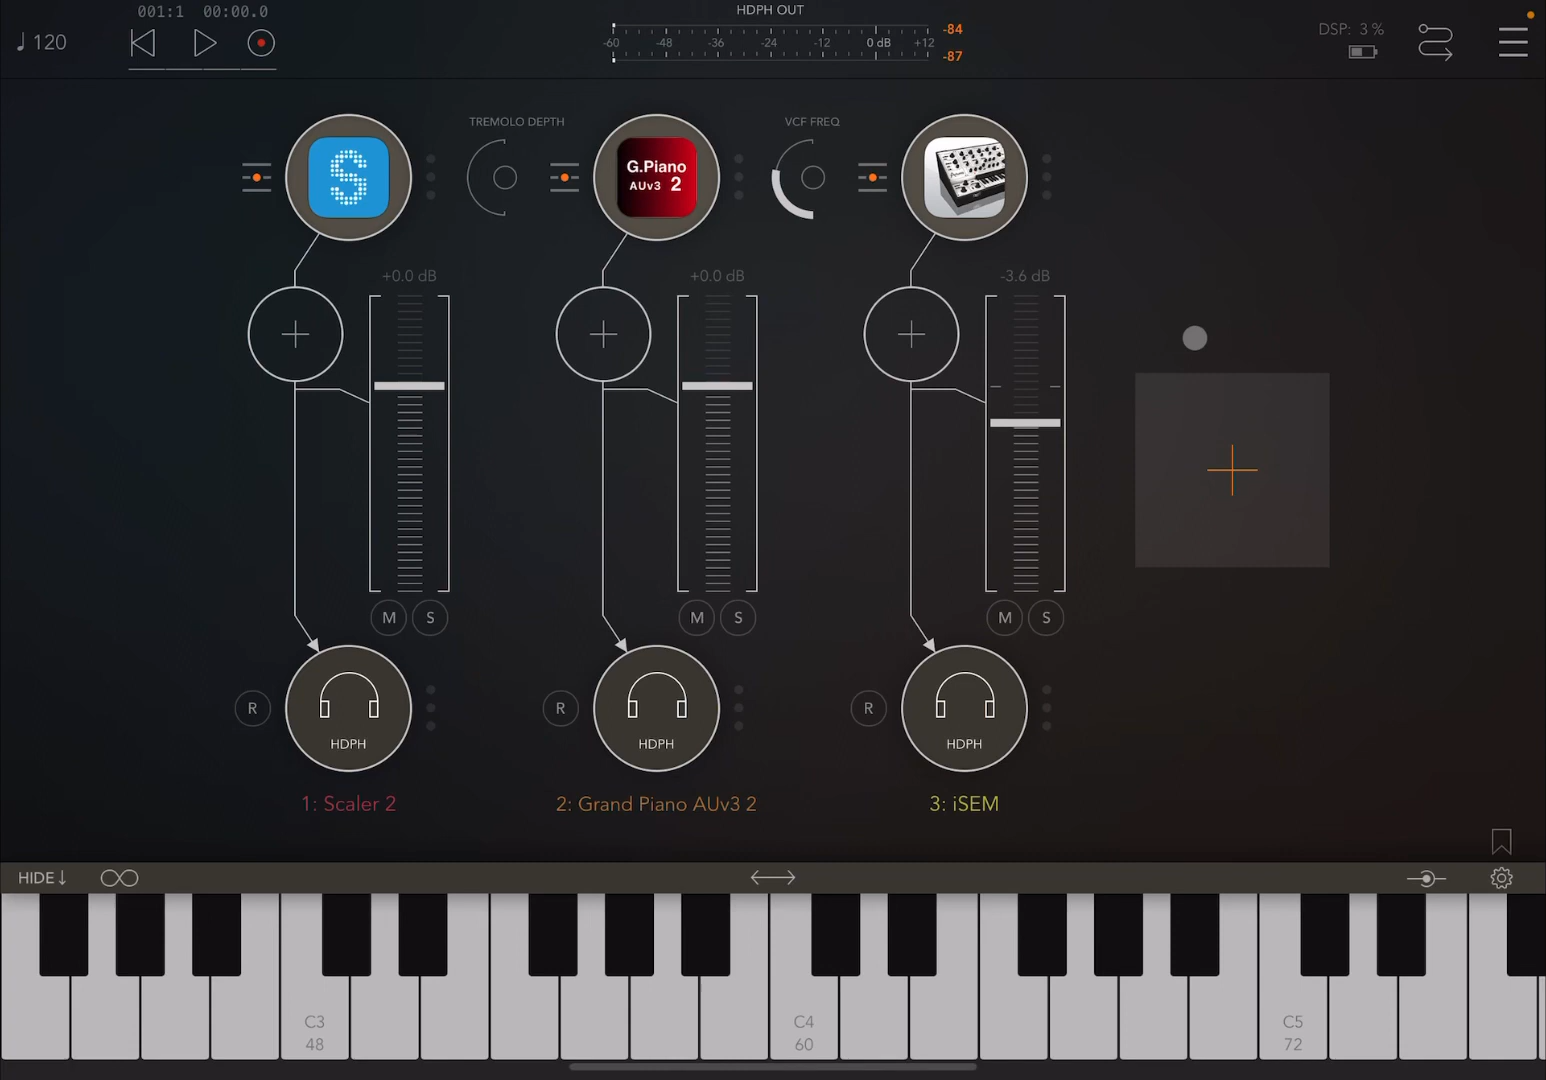 001:1 00:00.0
HDPH OUT
♩ 120
-60 -48 -36 -24 -12 0 dB +12
-84
-87
DSP: 3 %
TREMOLO DEPTH
VCF FREQ
S
G.Piano
AUv3 2
+0.0 dB
+0.0 dB
-3.6 dB
M S
M S
M S
R
HDPH
R
HDPH
R
HDPH
1: Scaler 2
2: Grand Piano AUv3 2
3: iSEM
HIDE↓
C3
48
C4
60
C5
72